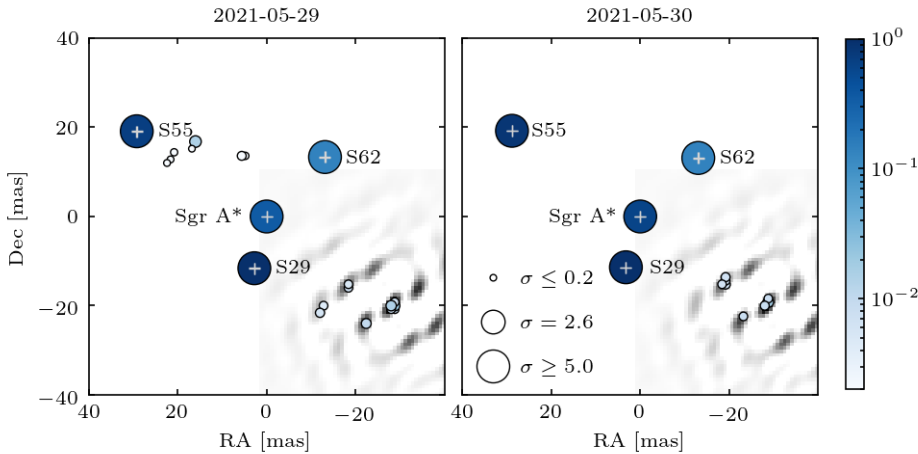 2021-05-29
2021-05-30
40
20
0
−20
−40
Dec [mas]
S55
S62
Sgr A*
S29
40
20
0
−20
RA [mas]
S55
S62
Sgr A*
S29
σ ≤ 0.2
σ = 2.6
σ ≥ 5.0
40
20
0
−20
RA [mas]
10⁰
10⁻¹
10⁻²